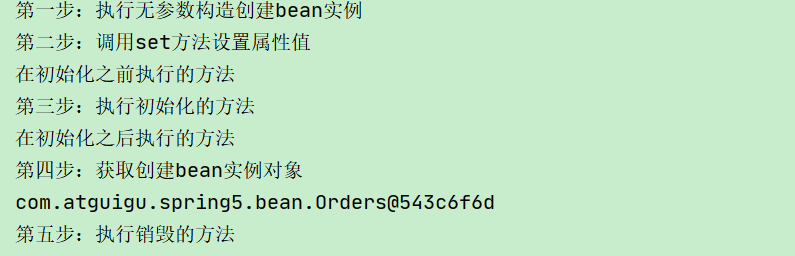 第一步：执行无参数构造创建bean实例
第二步：调用set方法设置属性值
在初始化之前执行的方法
第三步：执行初始化的方法
在初始化之后执行的方法
第四步：获取创建bean实例对象
com.atguigu.spring5.bean.Orders@543c6f6d
第五步：执行销毁的方法